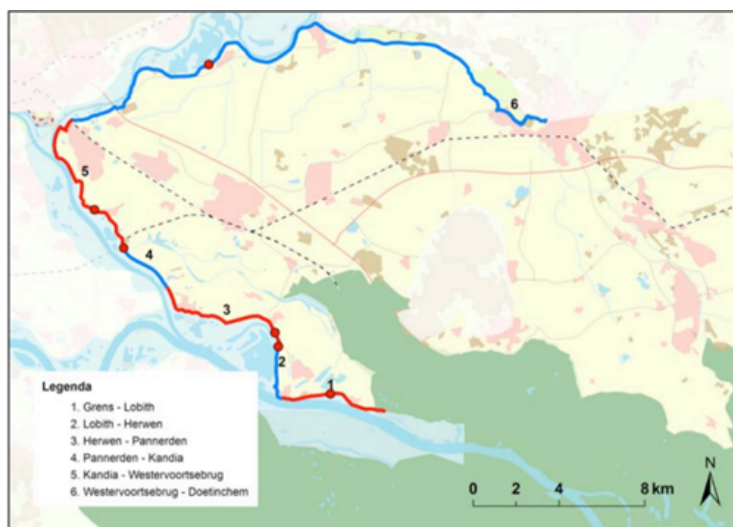 6
5
4
3
2
1
Legenda
1. Grens - Lobith
2. Lobith - Herwen
3. Herwen - Pannerden
4. Pannerden - Kandia
5. Kandia - Westervoortsebrug
6. Westervoortsebrug - Doetinchem
N
0 2 4 8 km